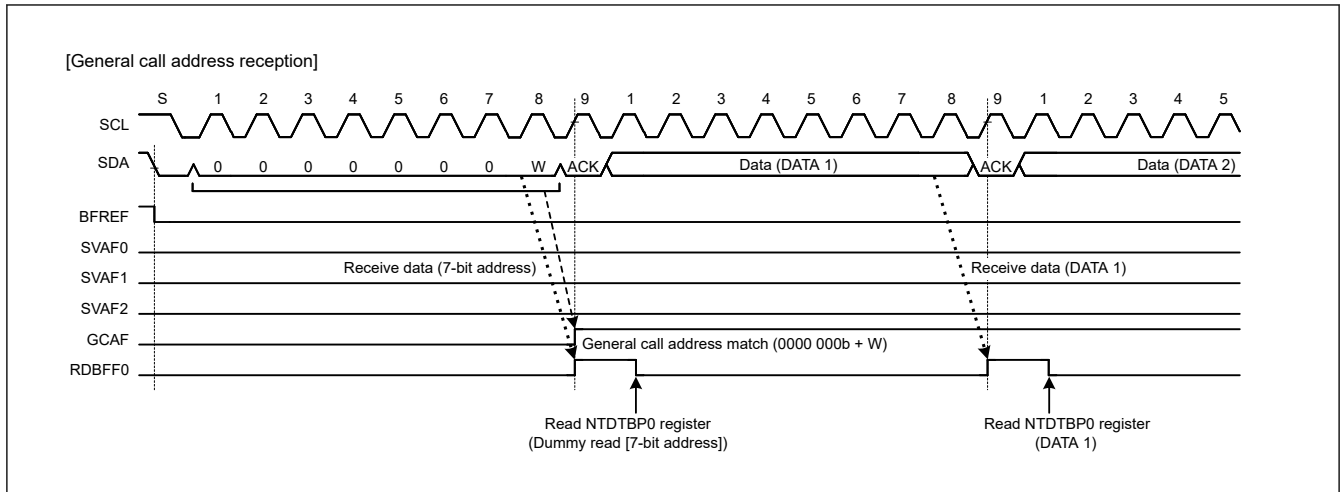 [General call address reception]
S 1 2 3 4 5 6 7 8 9 1 2 3 4 5 6 7 8 9 1 2 3 4 5
SCL
SDA 0 0 0 0 0 0 0 W ACK Data (DATA 1) ACK Data (DATA 2)
BFREF
SVAF0
Receive data (7-bit address) Receive data (DATA 1)
SVAF1
SVAF2
GCAF
General call address match (0000 000b + W)
RDBFF0
Read NTDTBP0 register Read NTDTBP0 register
(Dummy read [7-bit address]) (DATA 1)